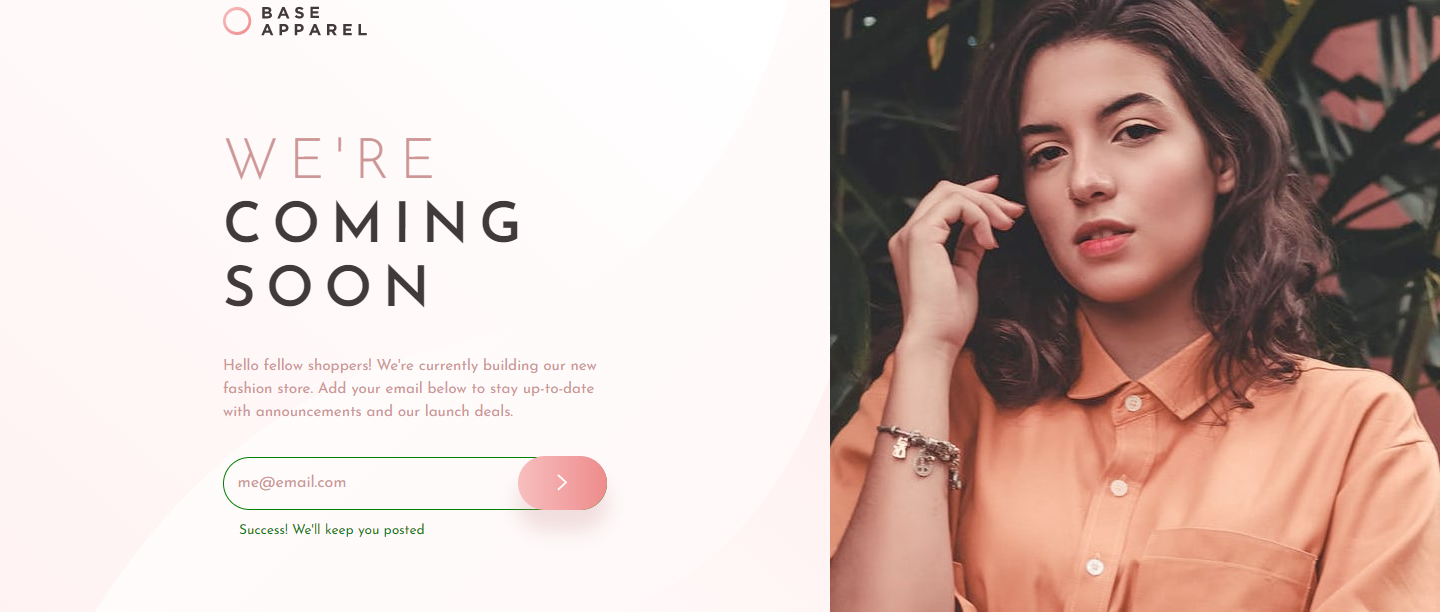 BASE
APPAREL
WE'RE
COMING
SOON
Hello fellow shoppers! We're currently building our new
fashion store. Add your email below to stay up-to-date
with announcements and our launch deals.
me@email.com
Success! We'll keep you posted